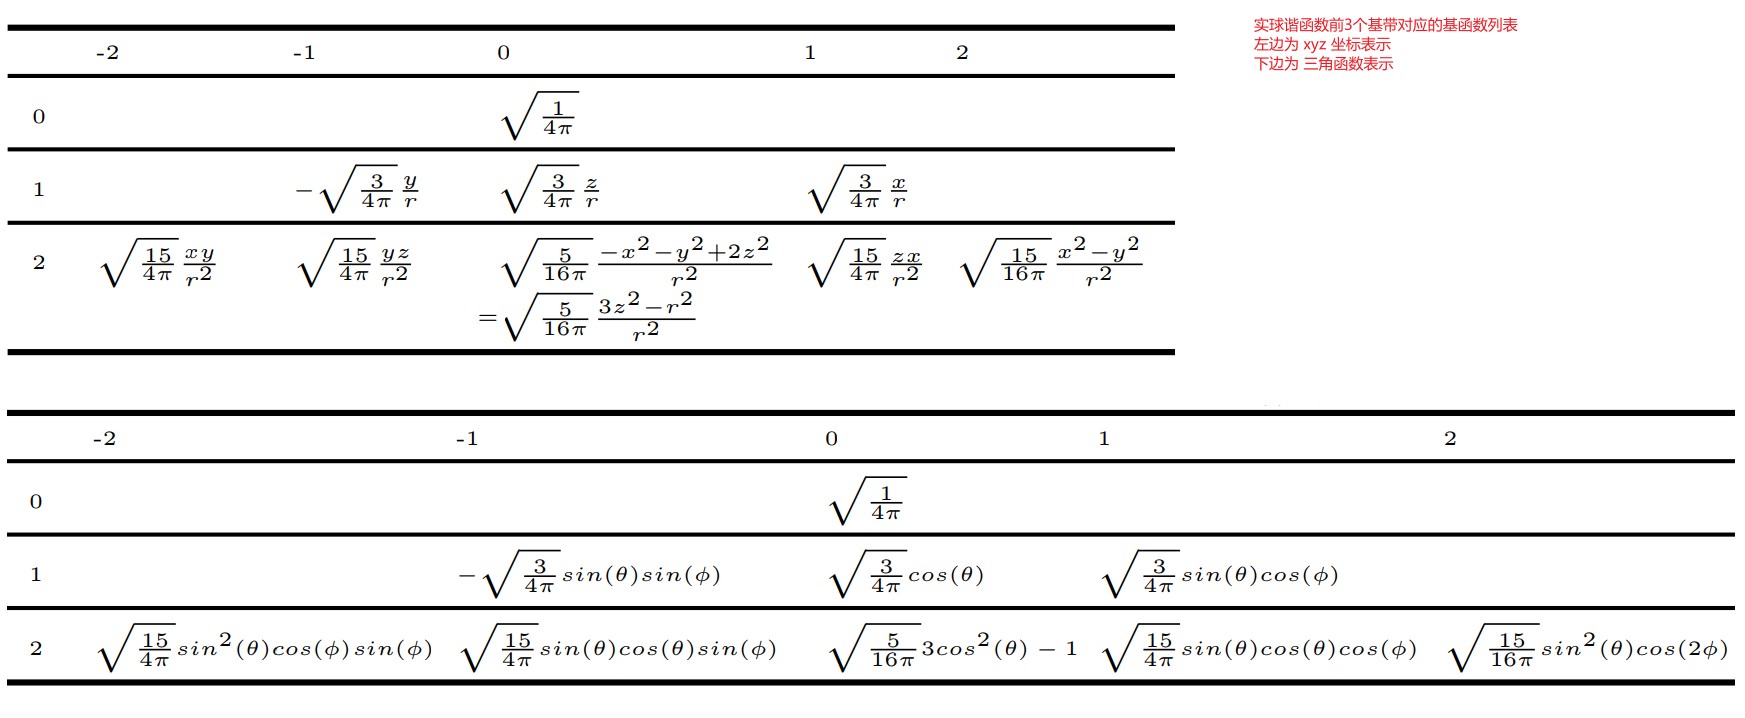 -2 -1 0 1 2
0 $\sqrt{\frac{1}{4\pi}}$
1 $-\sqrt{\frac{3}{4\pi}}\frac{y}{r}$ $\sqrt{\frac{3}{4\pi}}\frac{z}{r}$ $\sqrt{\frac{3}{4\pi}}\frac{x}{r}$
2 $\sqrt{\frac{15}{4\pi}}\frac{xy}{r^2}$ $\sqrt{\frac{15}{4\pi}}\frac{yz}{r^2}$ $\sqrt{\frac{5}{16\pi}}\frac{-x^2-y^2+2z^2}{r^2}$ $\sqrt{\frac{15}{4\pi}}\frac{zx}{r^2}$ $\sqrt{\frac{15}{16\pi}}\frac{x^2-y^2}{r^2}$
$=\sqrt{\frac{5}{16\pi}}\frac{3z^2-r^2}{r^2}$
实球谐函数前3个基带对应的基函数列表
左边为 xyz 坐标表示
下边为 三角函数表示
-2 -1 0 1 2
0 $\sqrt{\frac{1}{4\pi}}$
1 $-\sqrt{\frac{3}{4\pi}}sin(\theta)sin(\phi)$ $\sqrt{\frac{3}{4\pi}}cos(\theta)$ $\sqrt{\frac{3}{4\pi}}sin(\theta)cos(\phi)$
2 $\sqrt{\frac{15}{4\pi}}sin^2(\theta)cos(\phi)sin(\phi)$ $\sqrt{\frac{15}{4\pi}}sin(\theta)cos(\theta)sin(\phi)$ $\sqrt{\frac{5}{16\pi}}3cos^2(\theta)-1$ $\sqrt{\frac{15}{4\pi}}sin(\theta)cos(\theta)cos(\phi)$ $\sqrt{\frac{15}{16\pi}}sin^2(\theta)cos(2\phi)$